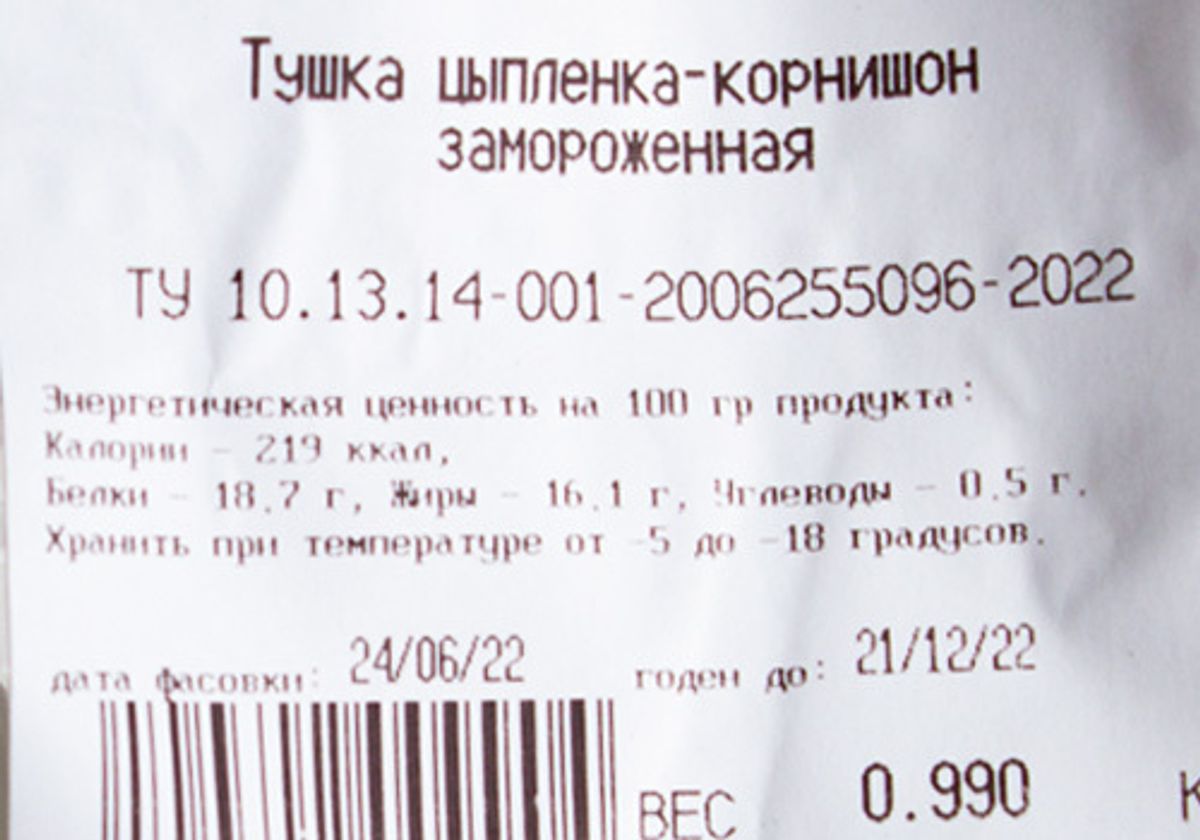 Тушка цыпленка-корнишон
замороженная
ТУ 10.13.14-001-2006255096-2022
Энергетическая ценность на 100 гр продукта:
Калории - 219 ккал,
Белки - 18.7 г, Жиры - 16.1 г, Углеводы - 0.5 г.
Хранить при температуре от -5 до -18 градусов.
дата фасовки: 24/06/22 годен до: 21/12/22
ВЕС 0.990